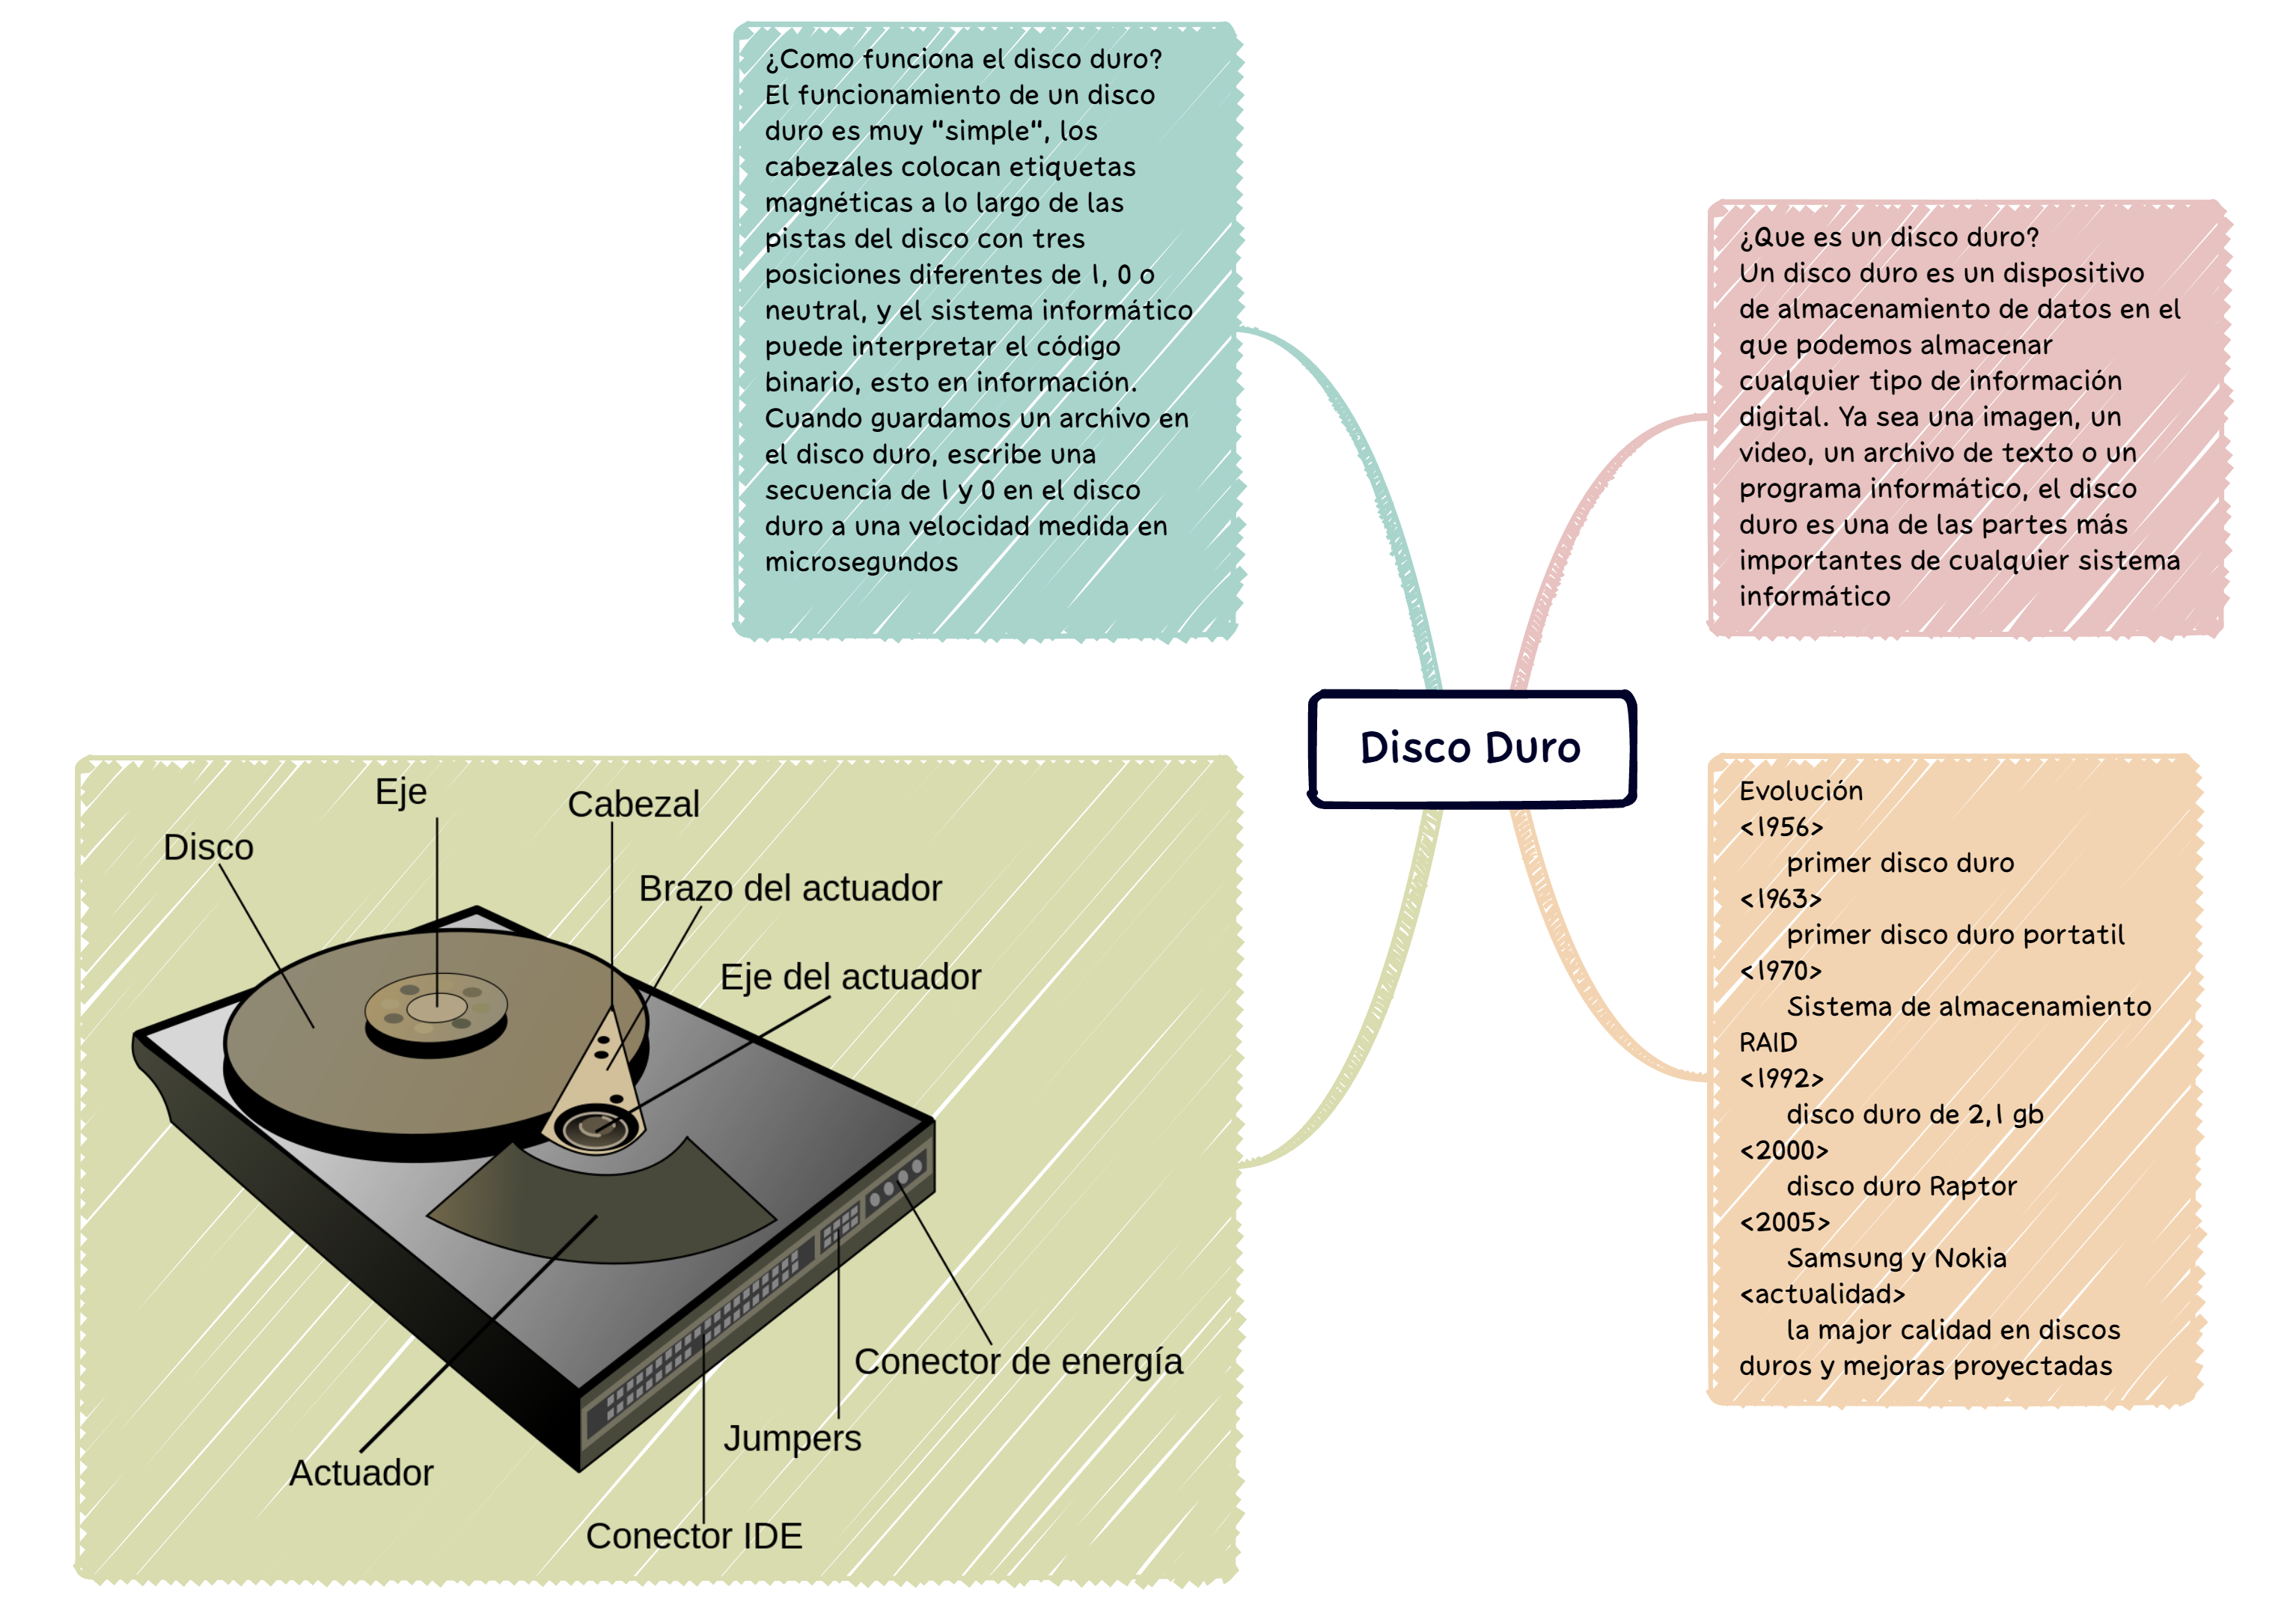 ¿Como funciona el disco duro?
El funcionamiento de un disco
duro es muy "simple", los
cabezales colocan etiquetas
magnéticas a lo largo de las
pistas del disco con tres
posiciones diferentes de 1, 0 o
neutral, y el sistema informático
puede interpretar el código
binario, esto en información.
Cuando guardamos un archivo en
el disco duro, escribe una
secuencia de 1 y 0 en el disco
duro a una velocidad medida en
microsegundos
¿Que es un disco duro?
Un disco duro es un dispositivo
de almacenamiento de datos en el
que podemos almacenar
cualquier tipo de información
digital. Ya sea una imagen, un
video, un archivo de texto o un
programa informático, el disco
duro es una de las partes más
importantes de cualquier sistema
informático
Disco Duro
Eje
Cabezal
Disco
Brazo del actuador
Eje del actuador
Conector de energía
Jumpers
Actuador
Conector IDE
Evolución
<1956>
primer disco duro
<1963>
primer disco duro portatil
<1970>
Sistema de almacenamiento
RAID
<1992>
disco duro de 2,1 gb
<2000>
disco duro Raptor
<2005>
Samsung y Nokia
<actualidad>
la major calidad en discos
duros y mejoras proyectadas